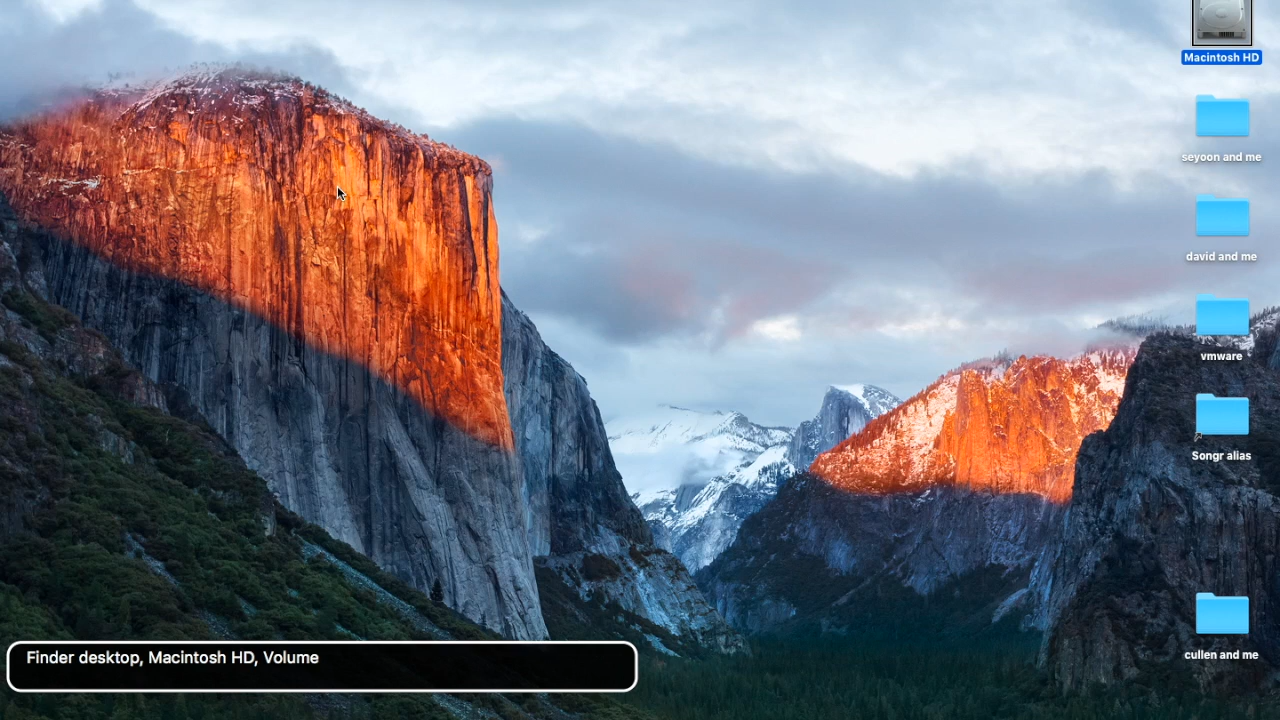 Macintosh HD
seyoon and me
david and me
vmware
Songr alias
cullen and me
Finder desktop, Macintosh HD, Volume